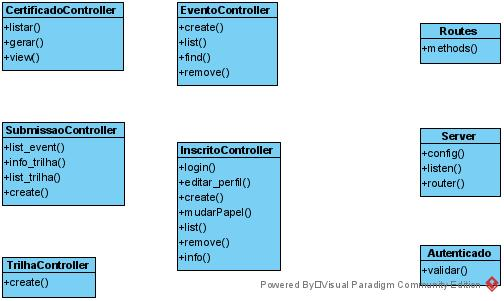 CertificadoController
+listar()
+gerar()
+view()
EventoController
+create()
+list()
+find()
+remove()
Routes
+methods()
SubmissaoController
+list_event()
+info_trilha()
+list_trilha()
+create()
InscritoController
+login()
+editar_perfil()
+create()
+mudarPapel()
+list()
+remove()
+info()
Server
+config()
+listen()
+router()
TrilhaController
+create()
Autenticado
+validar()
Powered By Visual Paradigm Community Edition